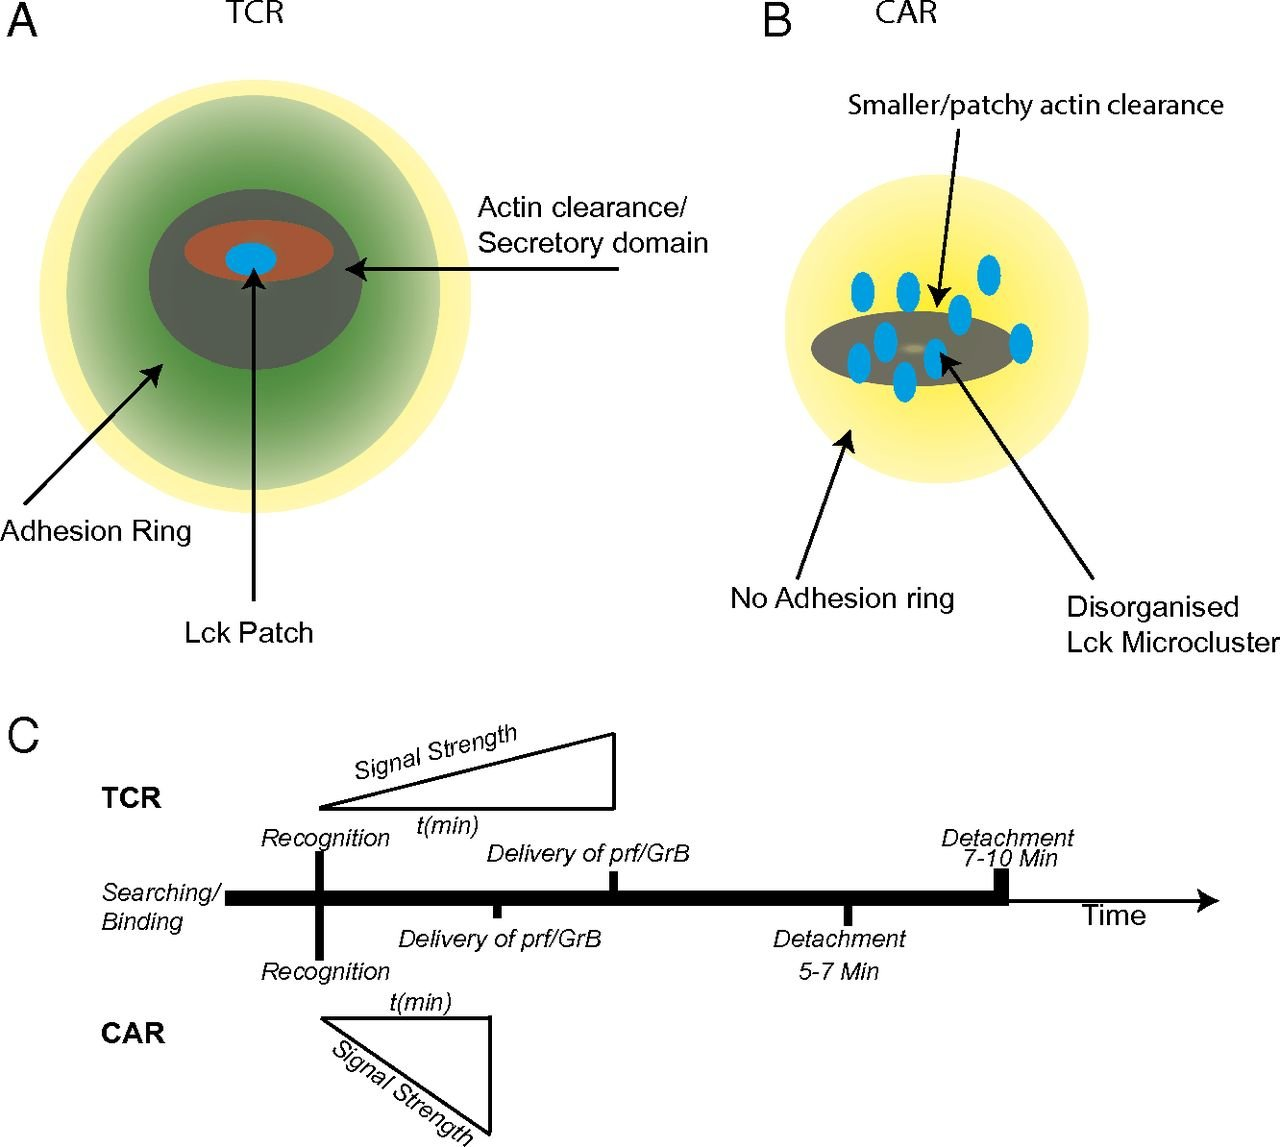 A
TCR
Actin clearance/
Secretory domain
Adhesion Ring
Lck Patch
B
CAR
Smaller/patchy actin clearance
No Adhesion ring
Disorganised
Lck Microcluster
C
TCR
Signal Strength
t(min)
Recognition
Delivery of prf/GrB
Detachment
7-10 Min
Searching/
Binding
Time
Delivery of prf/GrB
Detachment
5-7 Min
Recognition
t(min)
CAR
Signal Strength